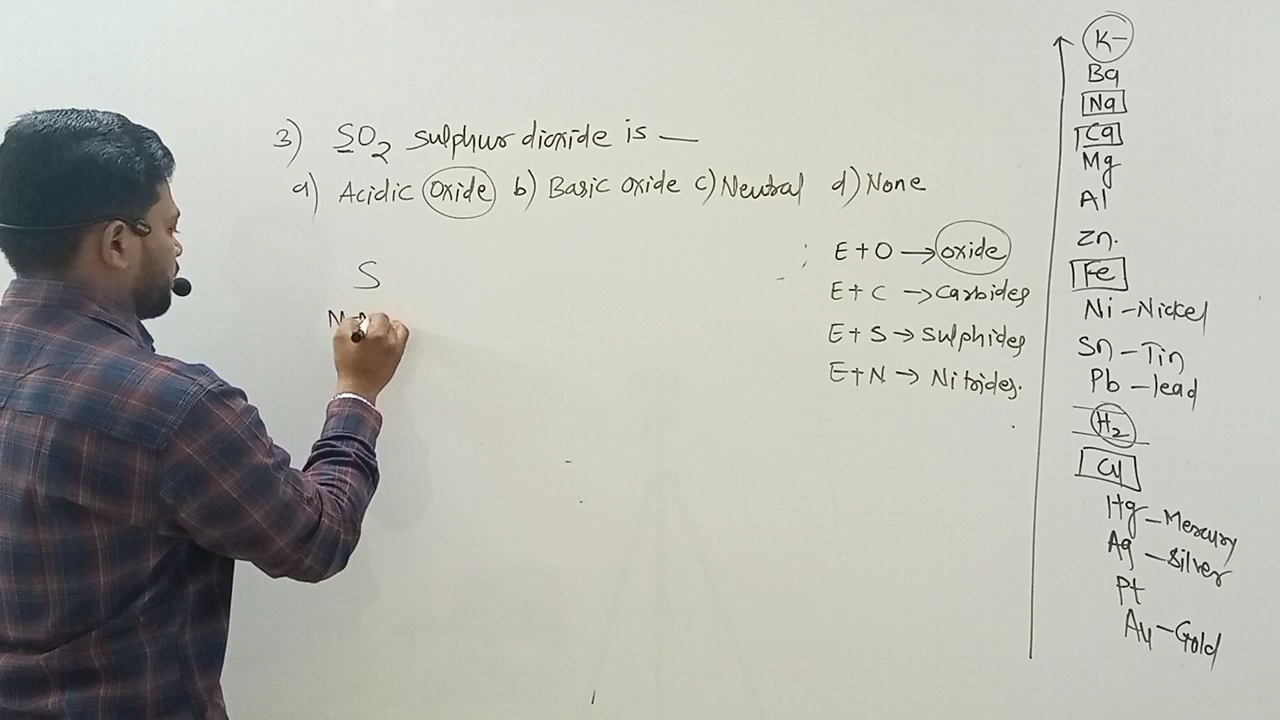 3) SO2 sulphur dioxide is —
a) Acidic Oxide b) Basic Oxide c) Neutral d) None
S
E + O → oxide
E + C → Carbides
E + S → Sulphides
E + N → Nitrides.
K
Ba
Na
Ca
Mg
Al
Zn.
Fe
Ni - Nickel
Sn - Tin
Pb - lead
H2
Cu
Hg - Mercury
Ag - Silver
Pt
Au - Gold